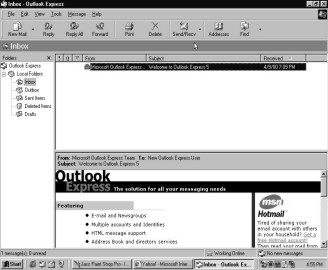 Inbox - Outlook Express
File Edit View Tools Message Help
New Mail Reply Reply All Forward Print Delete Send/Recv Addresses Find
Inbox
Folders
! From Subject Received
Outlook Express
Local Folders
Inbox
Outbox
Sent Items
Deleted Items
Drafts
Microsoft Outlook Express... Welcome to Outlook Express 5 4/9/00 7:09 PM
From: Microsoft Outlook Express Team To: New Outlook Express User
Subject: Welcome to Outlook Express 5
Outlook
Express The solution for all your messaging needs
Featuring
E-mail and Newsgroups
Multiple accounts and Identities
HTML message support
Address Book and directory services
msn
Hotmail
Tired of sharing your
email account with others
in your household? Get a
free Hotmail account!
Then read your mail from
1 message(s), 0 unread Working Online No new messages
Start Jasc Paint Shop Pro - I... Yahoo! - Microsoft Inter... Inbox - Outlook Ex... 4:55 PM